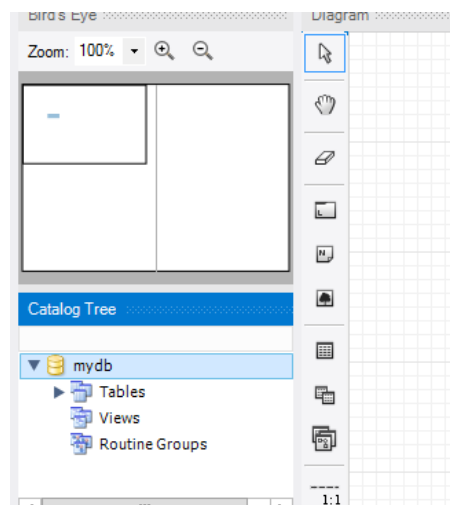 Bird's Eye
Diagram
Zoom: 100%
Catalog Tree
mydb
Tables
Views
Routine Groups
1:1